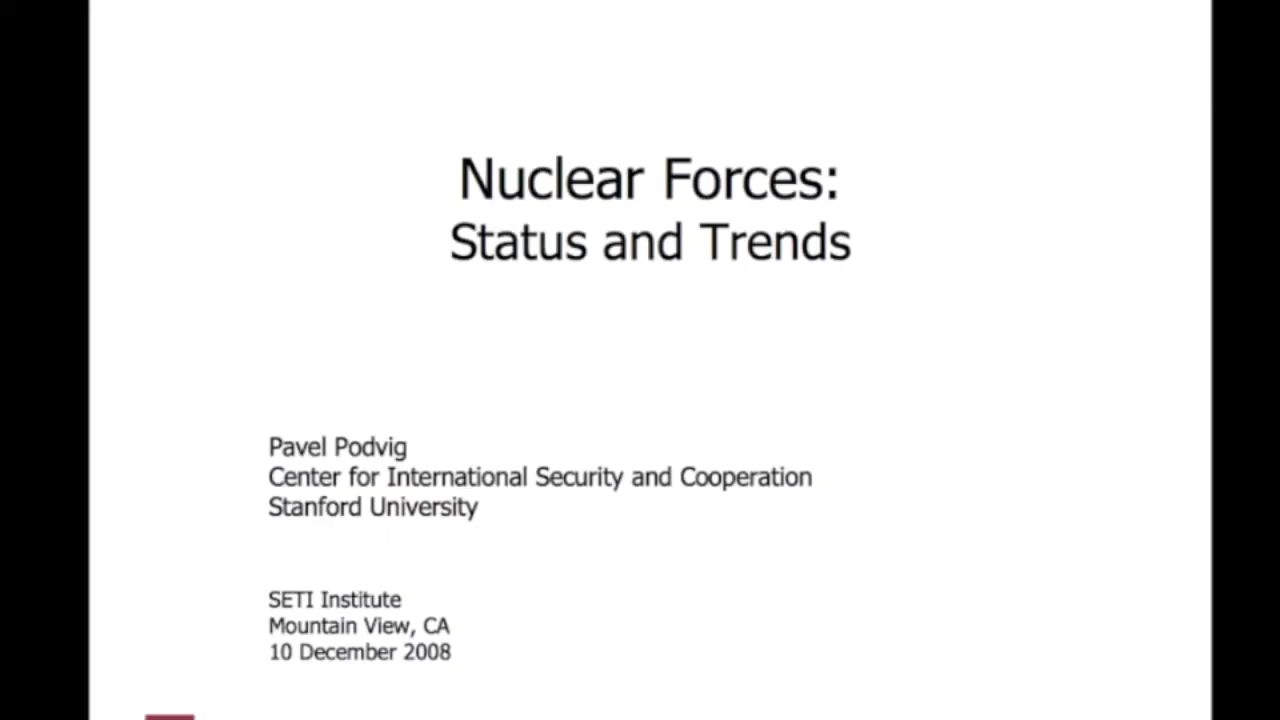 Nuclear Forces:
Status and Trends
Pavel Podvig
Center for International Security and Cooperation
Stanford University
SETI Institute
Mountain View, CA
10 December 2008